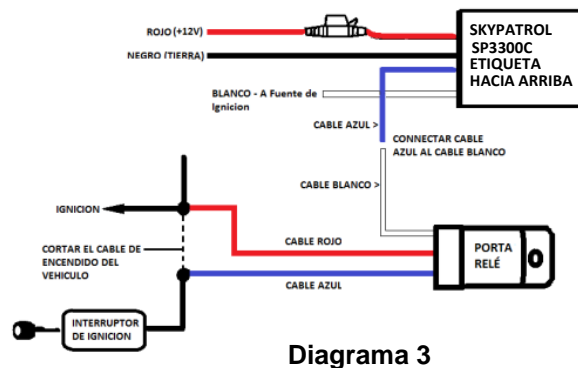 ROJO (+12V)
NEGRO (TIERRA)
SKYPATROL
SP3300C
ETIQUETA
HACIA ARRIBA
BLANCO - A Fuente de
Ignicion
CABLE AZUL >
CONNECTAR CABLE
AZUL AL CABLE BLANCO
CABLE BLANCO >
IGNICION
CORTAR EL CABLE DE
ENCENDIDO DEL
VEHICULO
CABLE ROJO
CABLE AZUL
PORTA
RELÉ
INTERRUPTOR
DE IGNICION
Diagrama 3